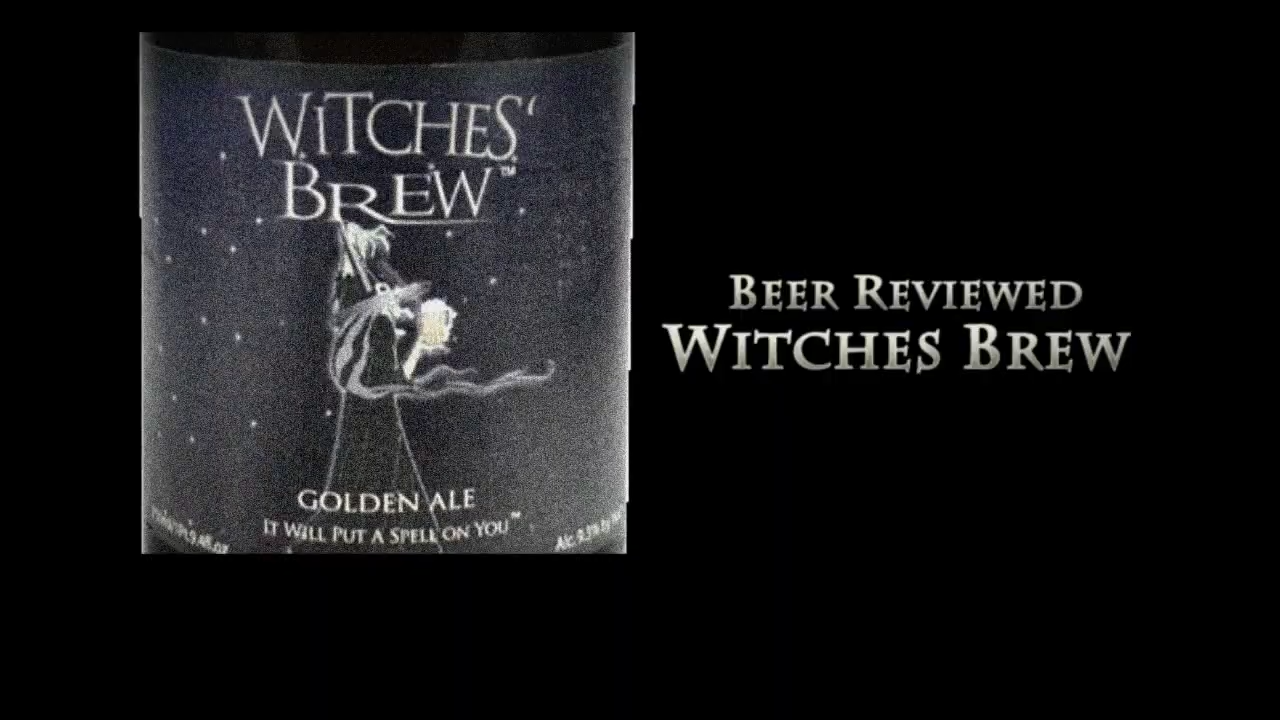 WITCHES'
BREW™
GOLDEN ALE
IT WILL PUT A SPELL ON YOU™
BEER REVIEWED
WITCHES BREW